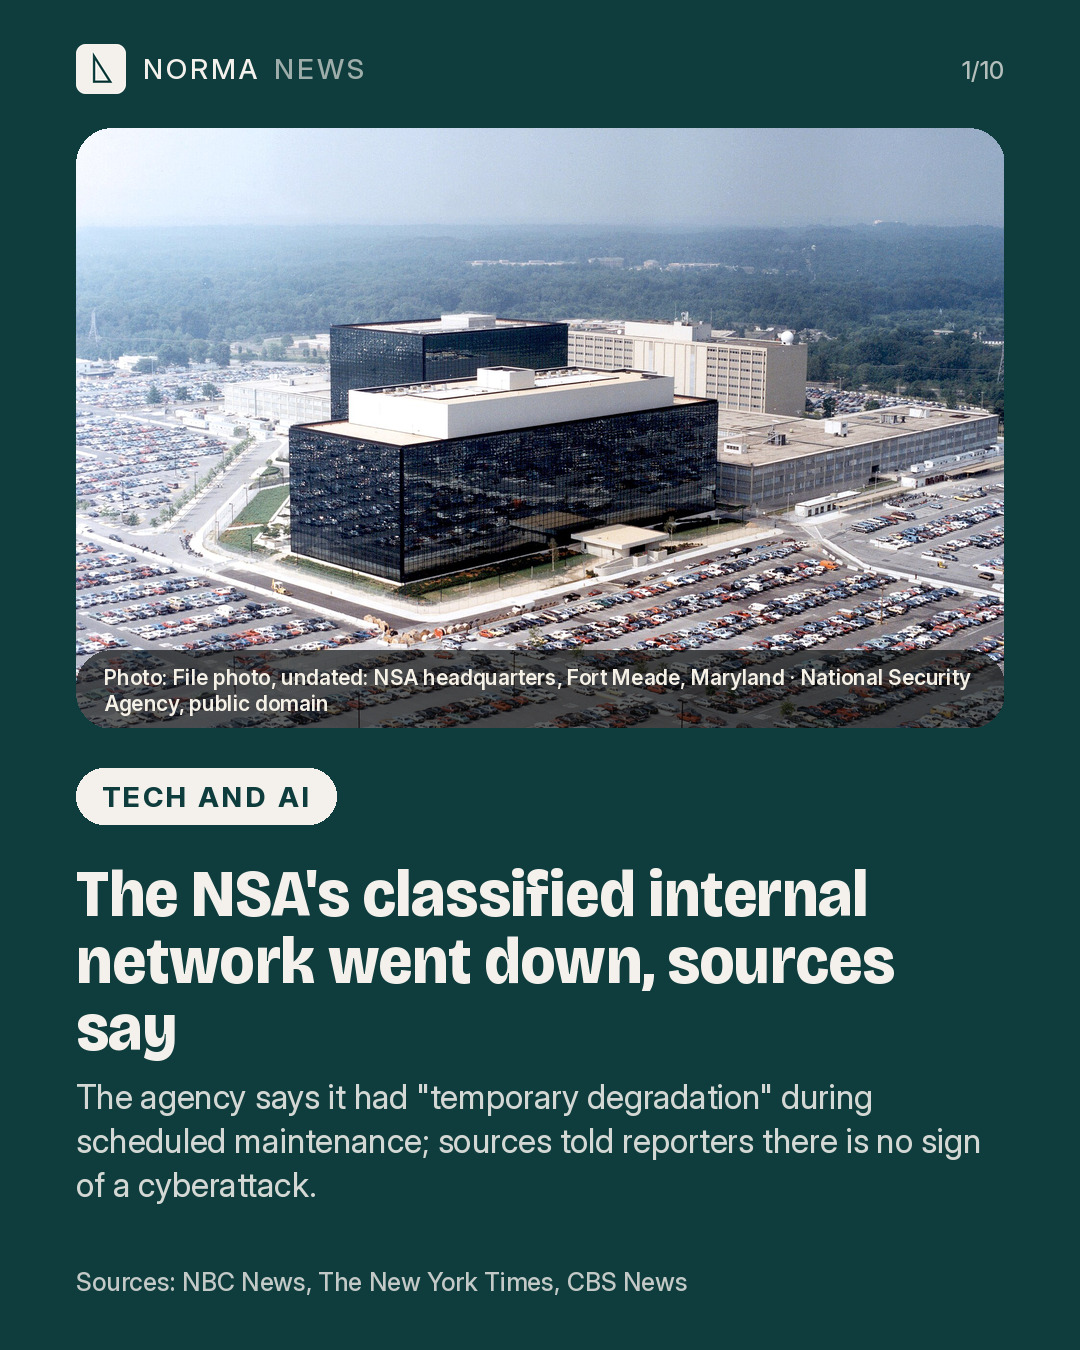 NORMA NEWS
1/10
Photo: File photo, undated: NSA headquarters, Fort Meade, Maryland · National Security
Agency, public domain
TECH AND AI
The NSA's classified internal
network went down, sources
say
The agency says it had "temporary degradation" during
scheduled maintenance; sources told reporters there is no sign
of a cyberattack.
Sources: NBC News, The New York Times, CBS News